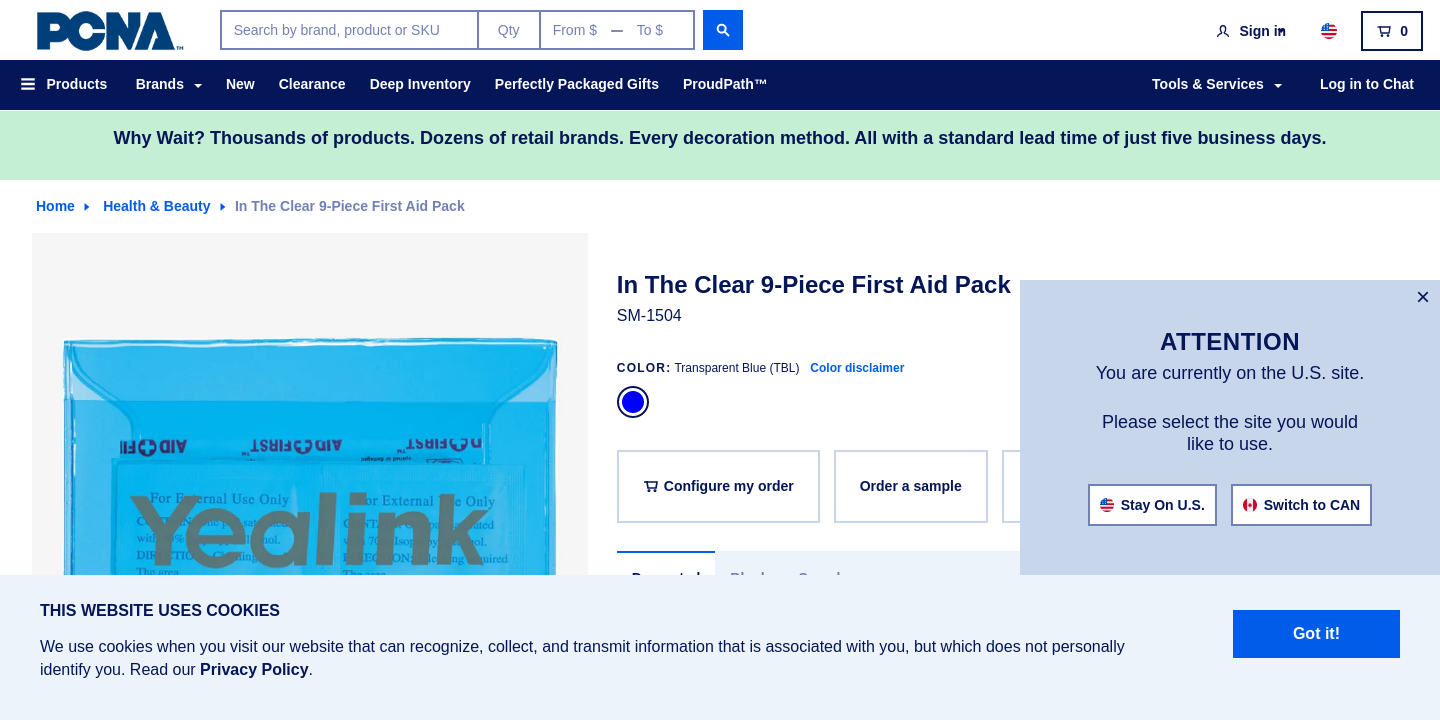 PCNA™
Search by brand, product or SKU
Qty
From $ — To $
Sign in
0
Products
Brands
New
Clearance
Deep Inventory
Perfectly Packaged Gifts
ProudPath™
Tools & Services
Log in to Chat
Why Wait? Thousands of products. Dozens of retail brands. Every decoration method. All with a standard lead time of just five business days.
Home
Health & Beauty
In The Clear 9-Piece First Aid Pack
For External Use Only
For External Use Only
Yealink
In The Clear 9-Piece First Aid Pack
SM-1504
COLOR: Transparent Blue (TBL) Color disclaimer
Configure my order
Order a sample
ATTENTION
You are currently on the U.S. site.
Please select the site you would
like to use.
Stay On U.S.
Switch to CAN
×
THIS WEBSITE USES COOKIES
We use cookies when you visit our website that can recognize, collect, and transmit information that is associated with you, but which does not personally
identify you. Read our Privacy Policy.
Got it!